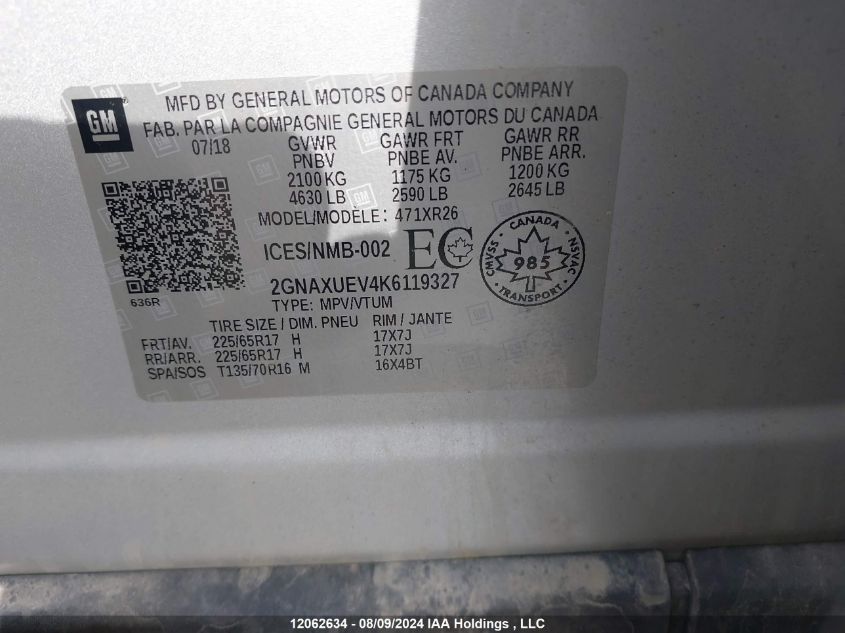 GM
MFD BY GENERAL MOTORS OF CANADA COMPANY
FAB. PAR LA COMPAGNIE GENERAL MOTORS DU CANADA
07/18 GVWR GAWR FRT GAWR RR
PNBV PNBE AV. PNBE ARR.
2100 KG 1175 KG 1200 KG
4630 LB 2590 LB 2645 LB
MODEL/MODÈLE: 471XR26
ICES/NMB-002 EC
CANADA
CMVSS 985 NSVAC
TRANSPORT
636R
2GNAXUEV4K6119327
TYPE: MPV/VTUM
TIRE SIZE / DIM. PNEU RIM / JANTE
FRT/AV. 225/65R17 H 17X7J
RR/ARR. 225/65R17 H 17X7J
SPA/SOS T135/70R16 M 16X4BT
12062634 - 08/09/2024 IAA Holdings , LLC